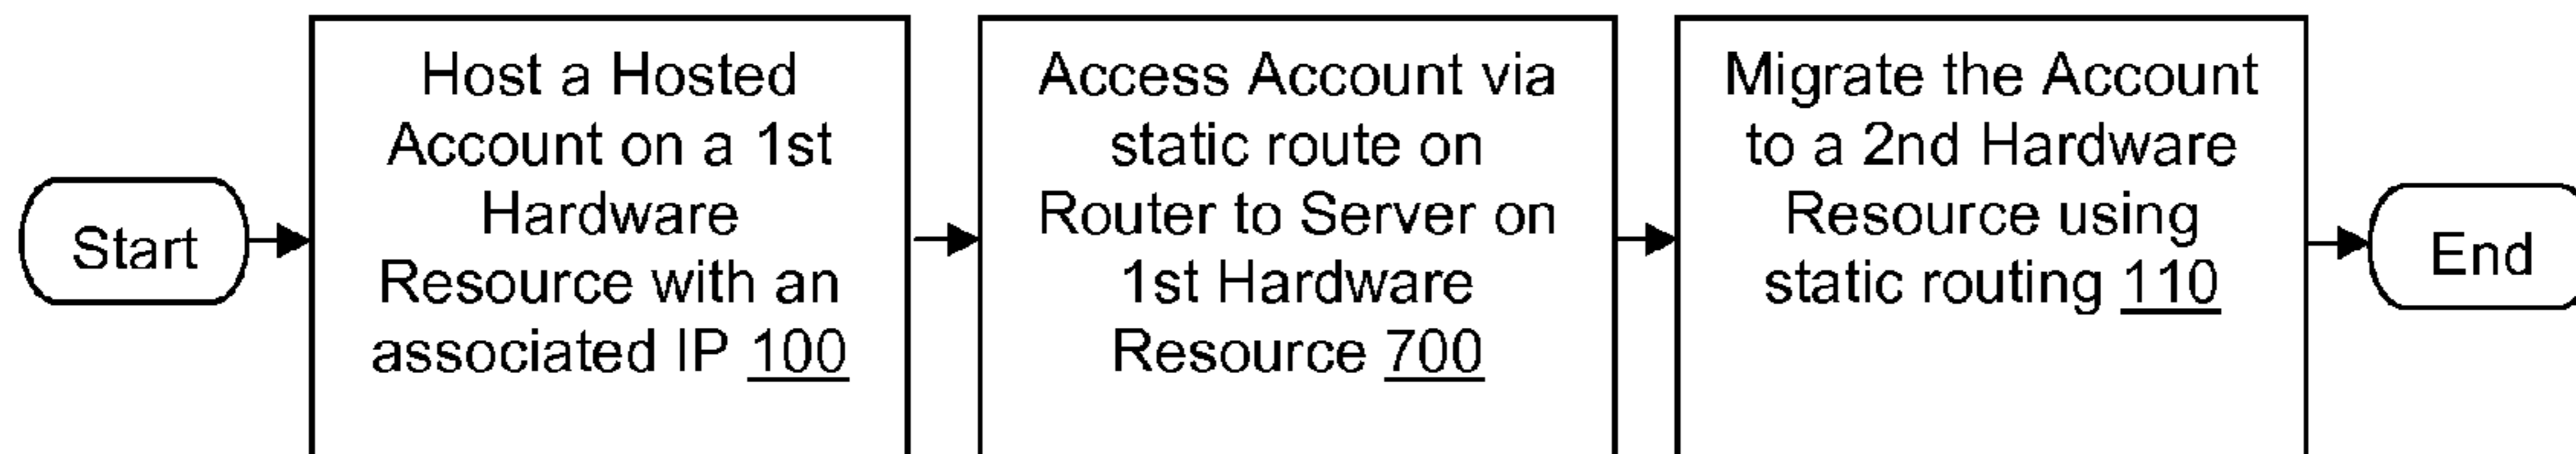 Start
Host a Hosted
Account on a 1st
Hardware
Resource with an
associated IP 100
Access Account via
static route on
Router to Server on
1st Hardware
Resource 700
Migrate the Account
to a 2nd Hardware
Resource using
static routing 110
End